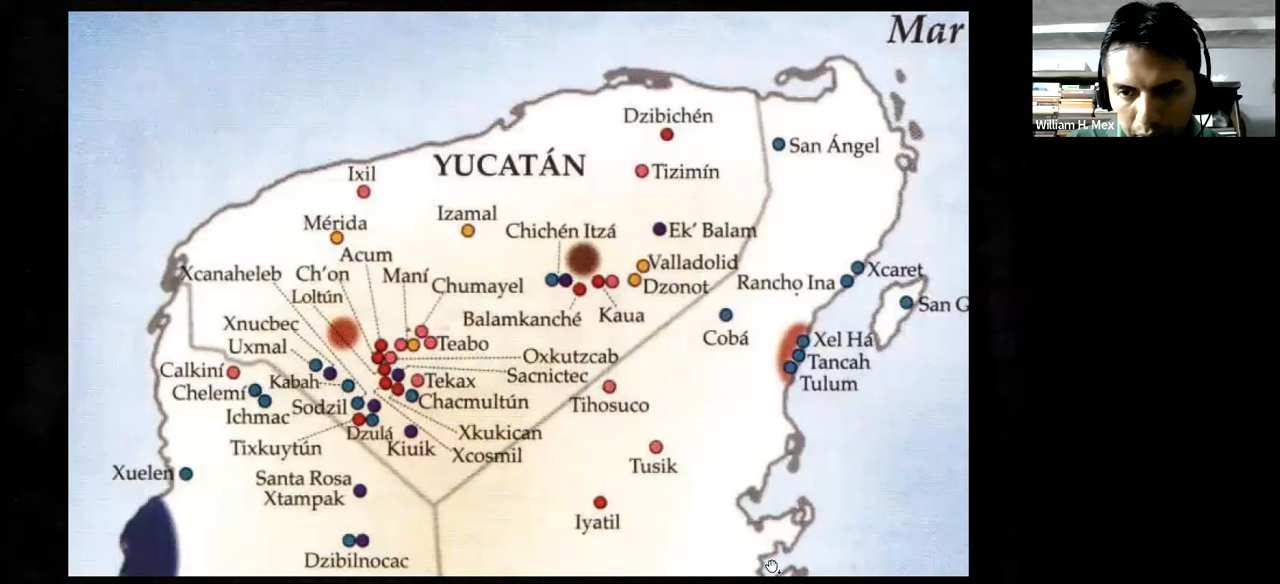 Mar
William H. Mex
Dzibichén
San Ángel
YUCATÁN
Tizimín
Ixil
Izamal
Mérida
Chichén Itzá
Ek' Balam
Acum
Valladolid
Xcanaheleb
Ch'on
Maní
Xcaret
Loltún
Chumayel
Dzonot
Rancho Ina
San G
Balamkanché
Kaua
Xnucbec
Cobá
Xel Há
Uxmal
Teabo
Oxkutzcab
Tancah
Calkiní
Sacnictec
Kabah
Tekax
Tulum
Chelemí
Chacmultún
Sodzil
Tihosuco
Ichmac
Dzulá
Xkukican
Tixkuytún
Kiuik
Xcosmil
Tusik
Xuelen
Santa Rosa
Xtampak
Iyatil
Dzibilnocac